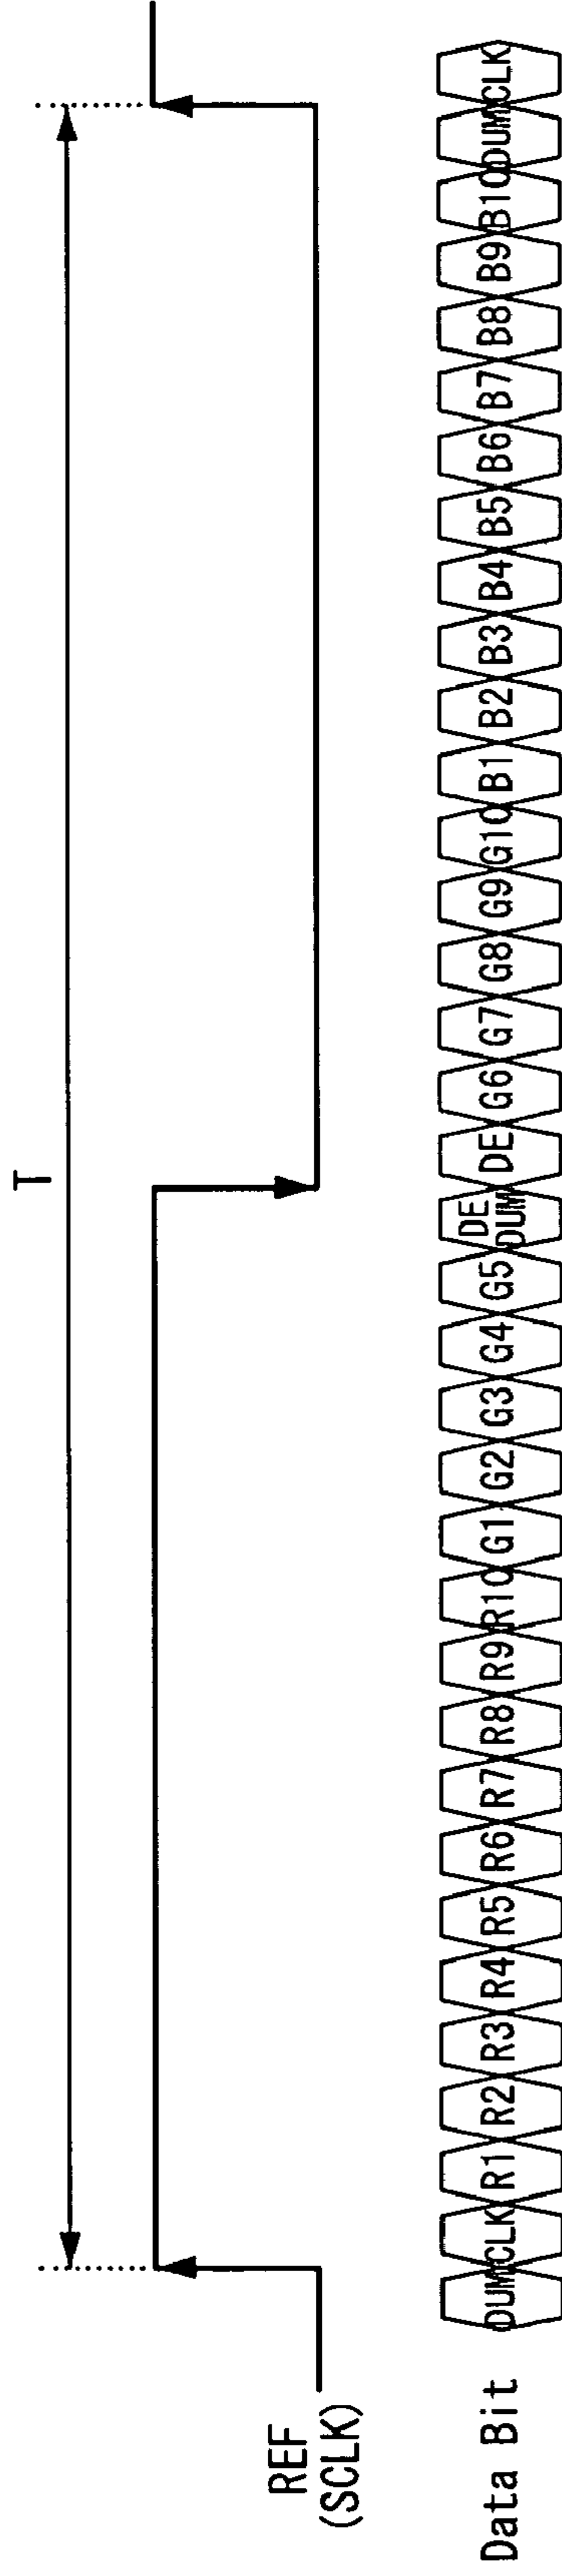 T
REF
(SCLK)
Data Bit
DUM CLK R1 R2 R3 R4 R5 R6 R7 R8 R9 R10 G1 G2 G3 G4 G5 DE DUM DE G6 G7 G8 G9 G10 B1 B2 B3 B4 B5 B6 B7 B8 B9 B10 DUM CLK